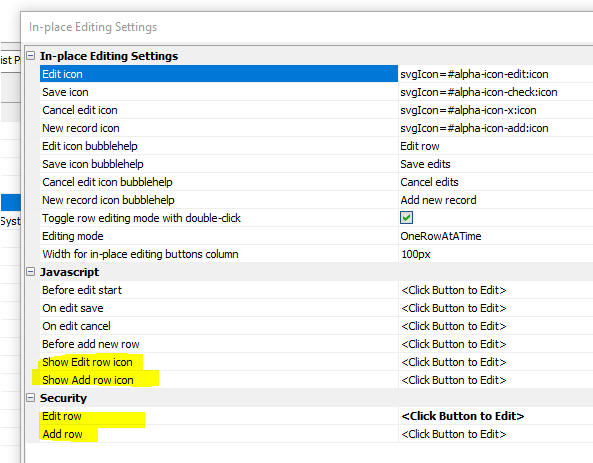 In-place Editing Settings
ist P
In-place Editing Settings
Edit icon svgIcon=#alpha-icon-edit:icon
Save icon svgIcon=#alpha-icon-check:icon
Cancel edit icon svgIcon=#alpha-icon-x:icon
New record icon svgIcon=#alpha-icon-add:icon
Edit icon bubblehelp Edit row
Save icon bubblehelp Save edits
Cancel edit icon bubblehelp Cancel edits
New record icon bubblehelp Add new record
Syst
Toggle row editing mode with double-click
Editing mode OneRowAtATime
Width for in-place editing buttons column 100px
Javascript
Before edit start <Click Button to Edit>
On edit save <Click Button to Edit>
On edit cancel <Click Button to Edit>
Before add new row <Click Button to Edit>
Show Edit row icon <Click Button to Edit>
Show Add row icon <Click Button to Edit>
Security
Edit row <Click Button to Edit>
Add row <Click Button to Edit>